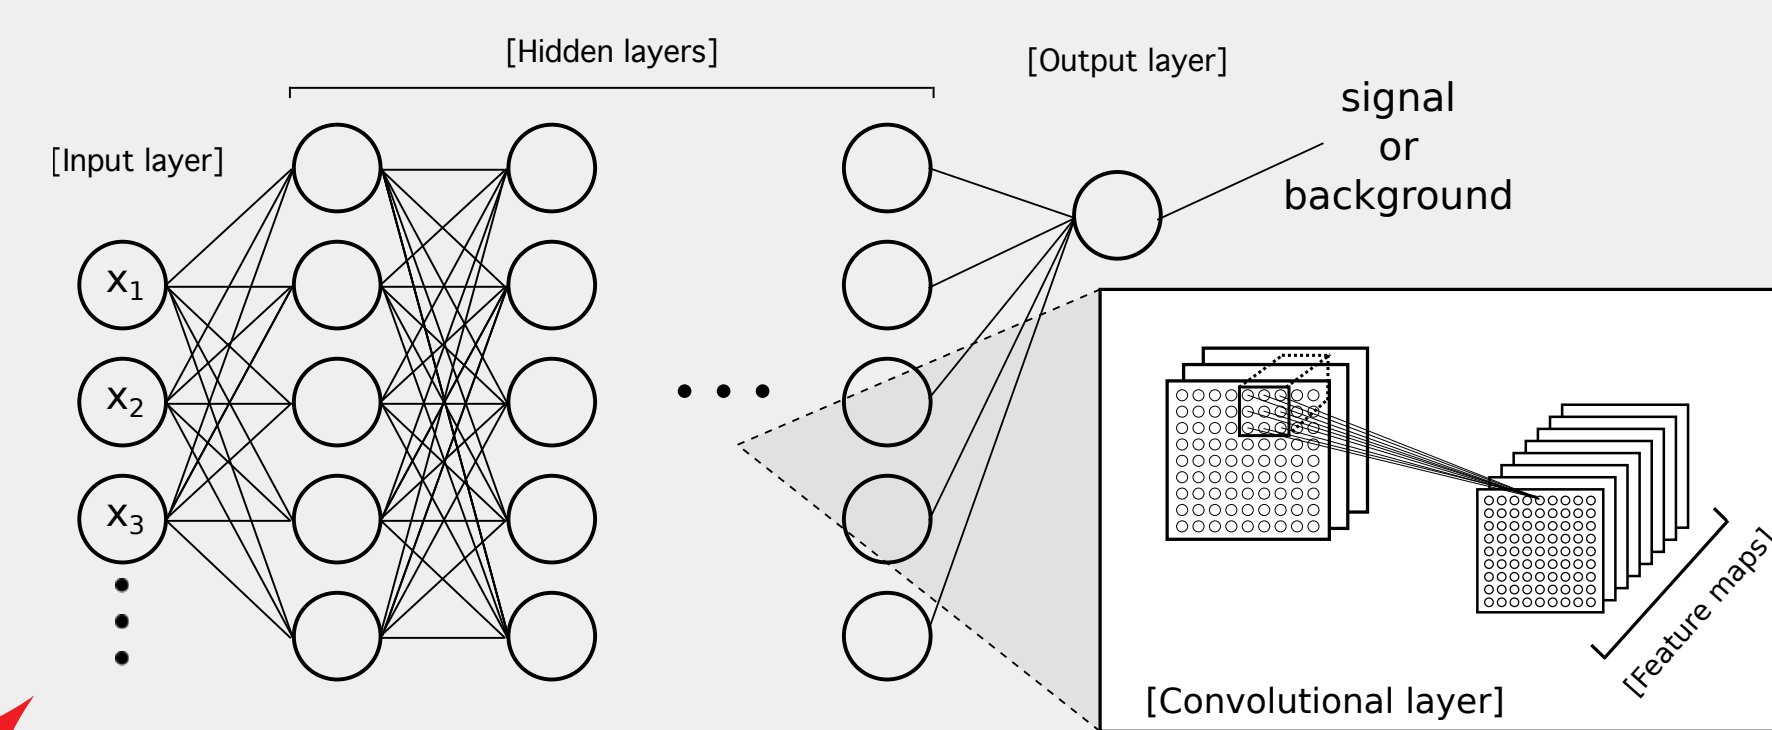 [Hidden layers]
[Output layer]
signal
or
background
[Input layer]
x1
x2
x3
[Feature maps]
[Convolutional layer]